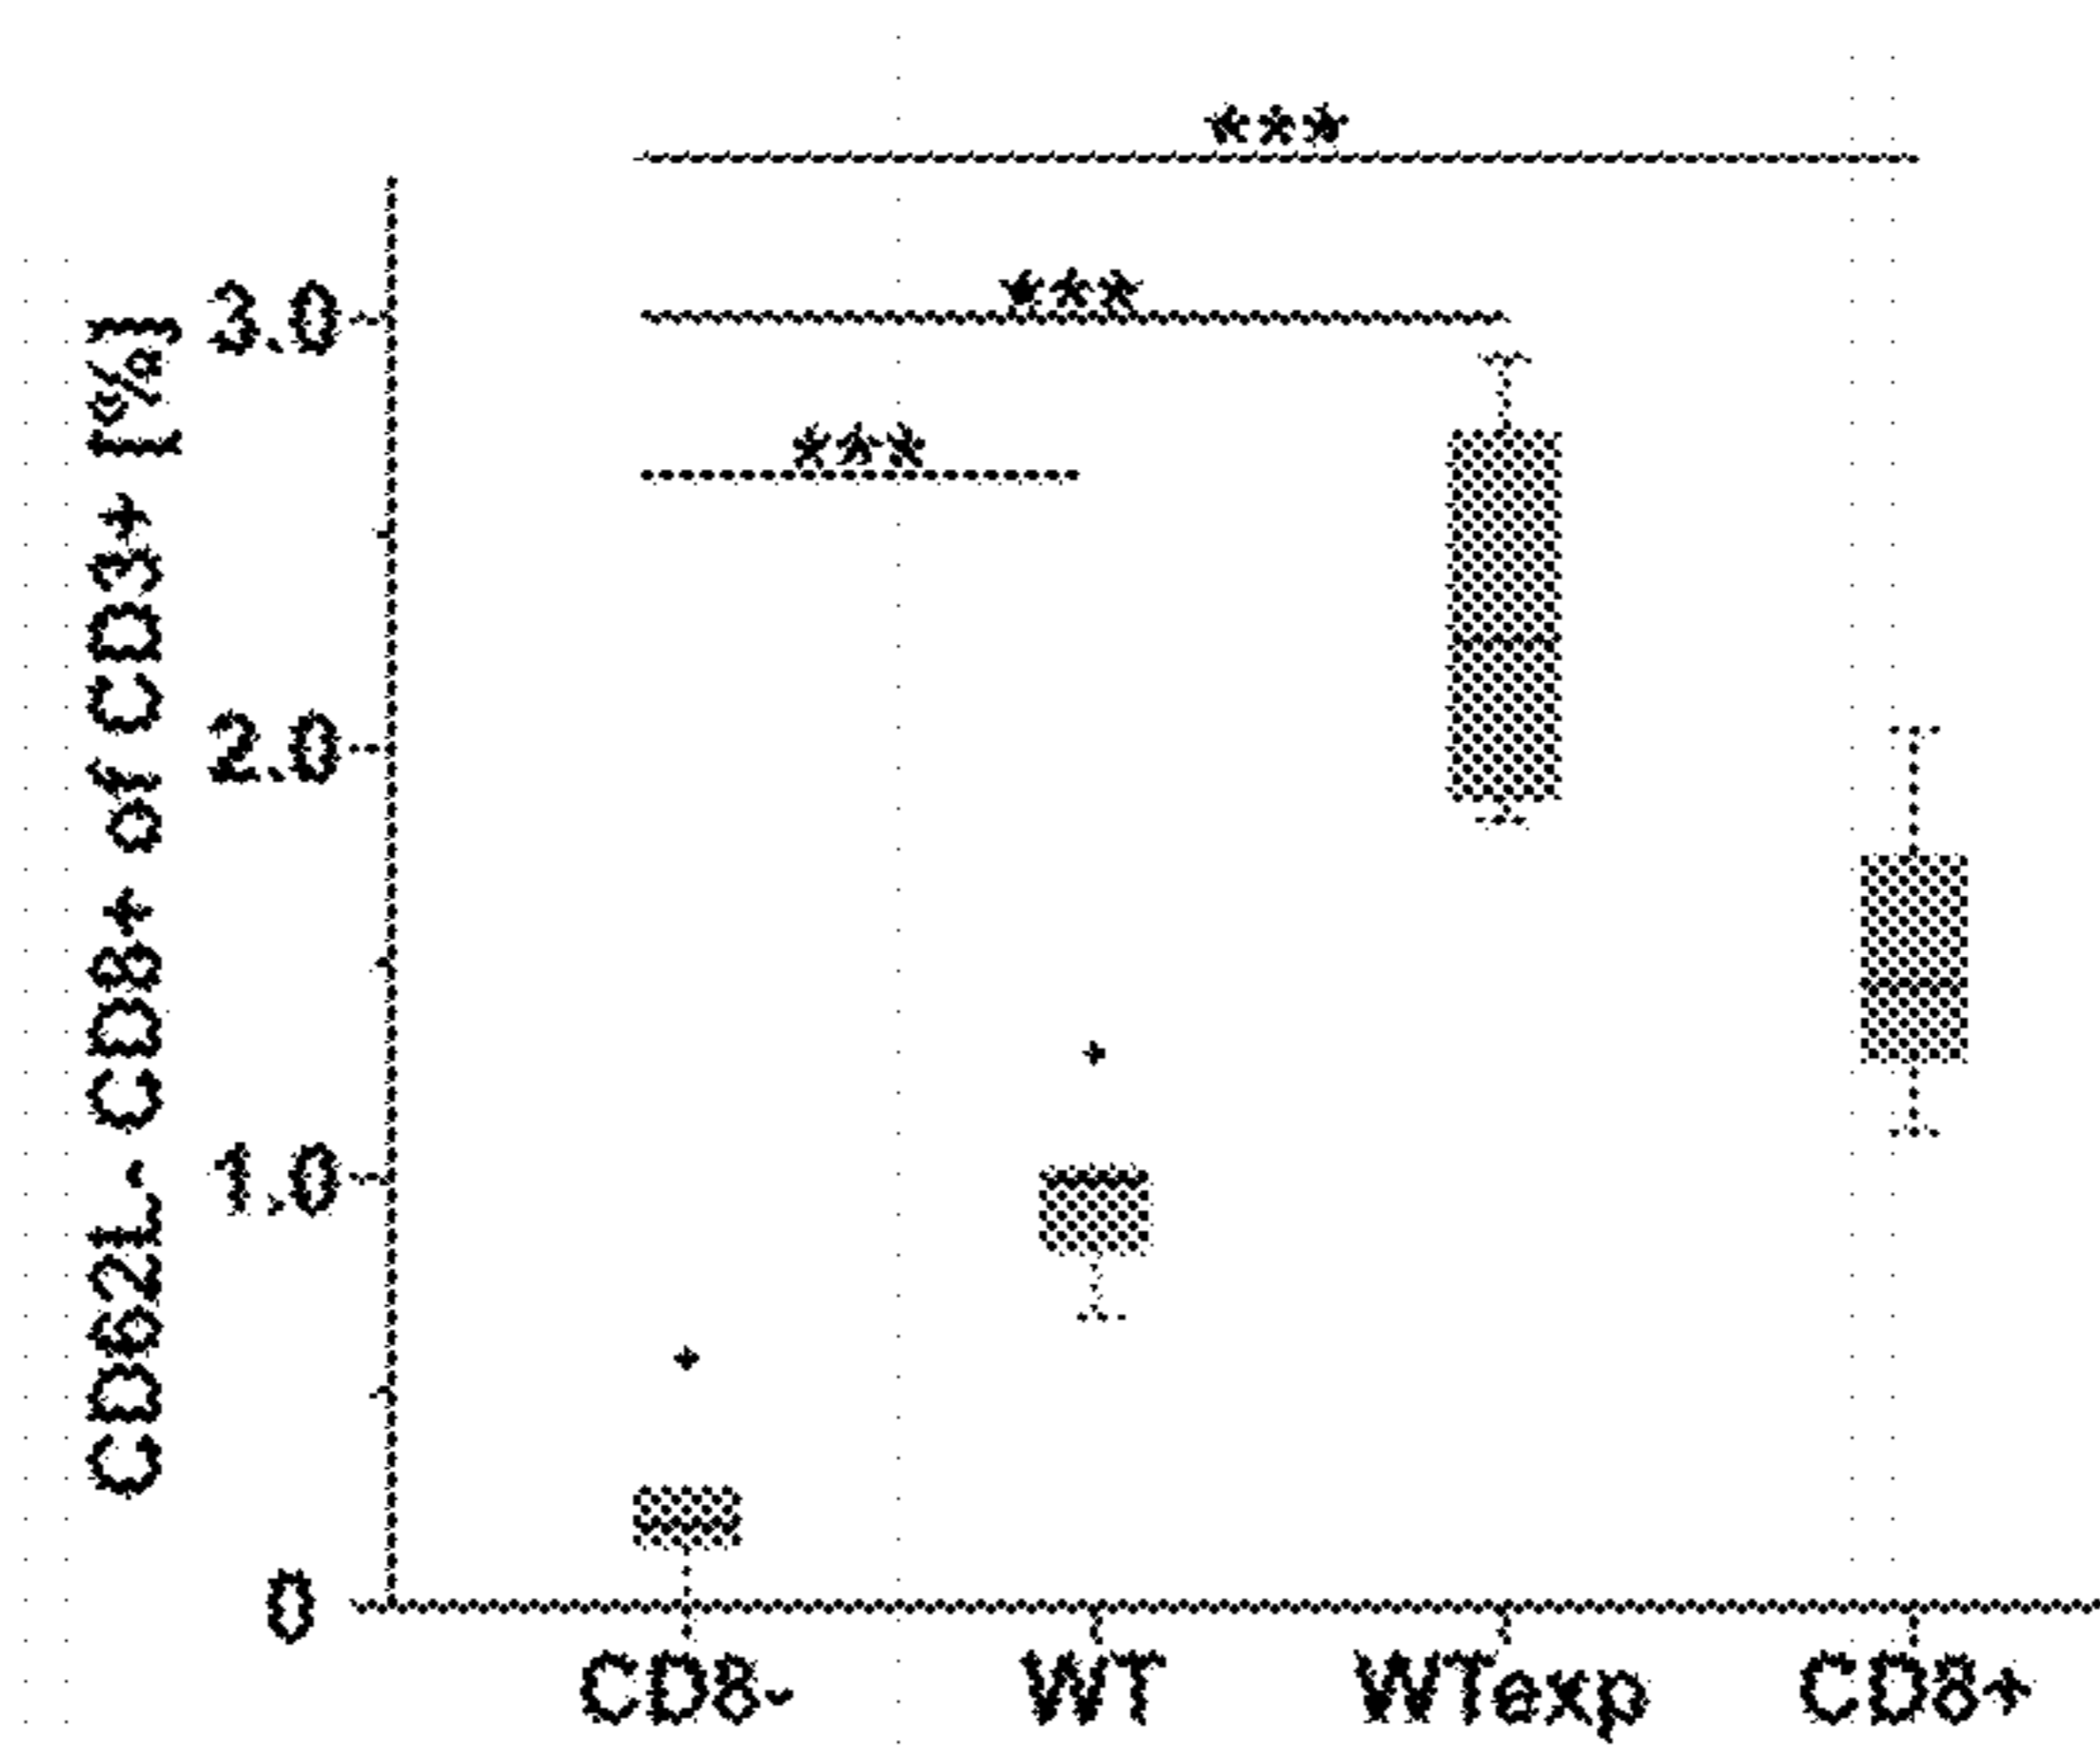 ***
***
***
CD62L- CD8+ of CD3+ [%]
3.0
2.0
1.0
0
CD8-
WT
WTexp
CD8+